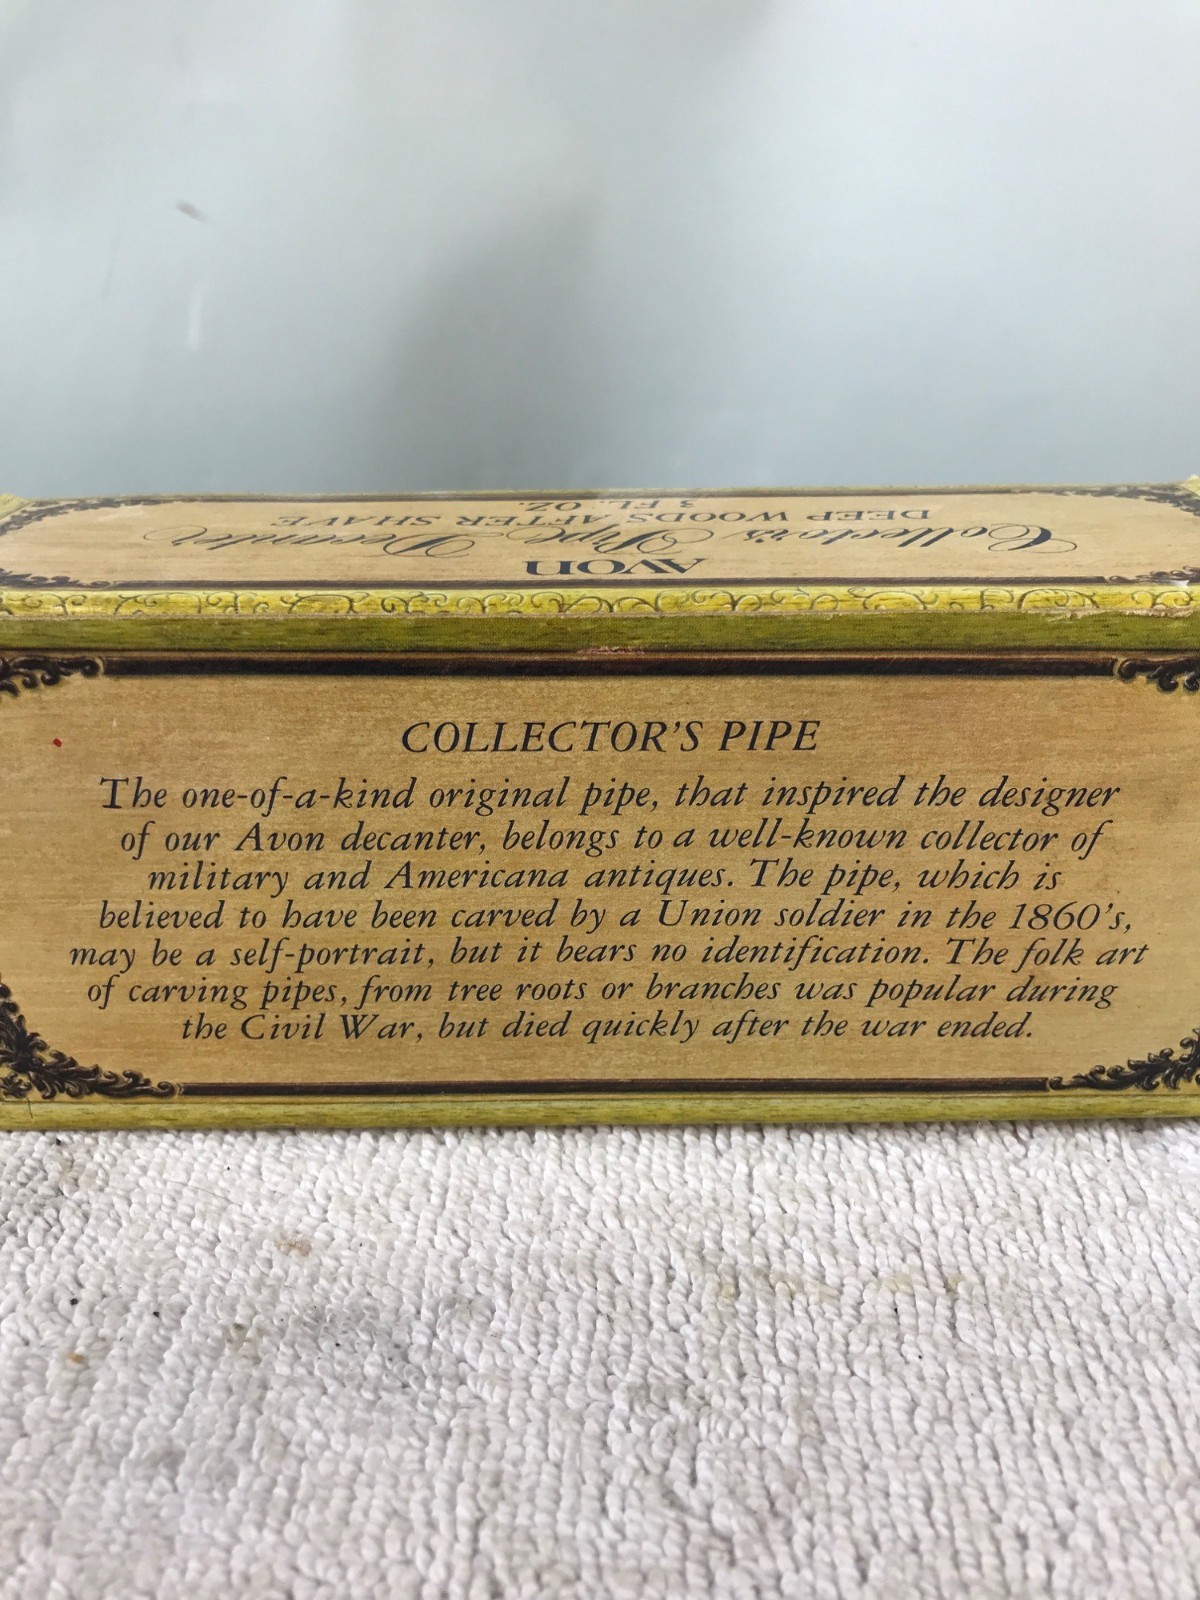 AVON
Collector's Pipe Decanter
DEEP WOODS AFTER SHAVE
3 FL. OZ.
COLLECTOR'S PIPE
The one-of-a-kind original pipe, that inspired the designer
of our Avon decanter, belongs to a well-known collector of
military and Americana antiques. The pipe, which is
believed to have been carved by a Union soldier in the 1860's,
may be a self-portrait, but it bears no identification. The folk art
of carving pipes, from tree roots or branches was popular during
the Civil War, but died quickly after the war ended.